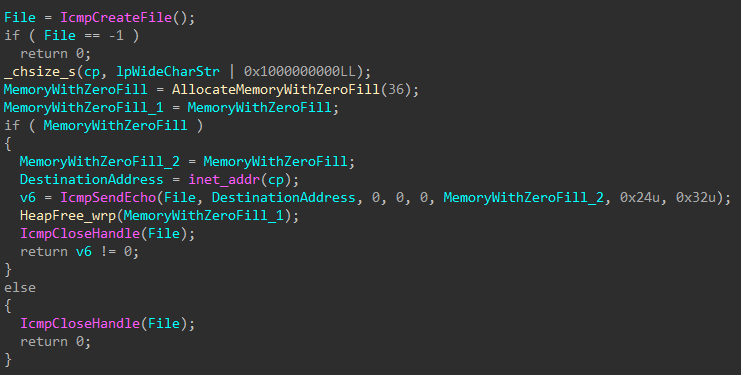 File = IcmpCreateFile();
if ( File == -1 )
  return 0;
_chsize_s(cp, lpWideCharStr | 0x1000000000LL);
MemoryWithZeroFill = AllocateMemoryWithZeroFill(36);
MemoryWithZeroFill_1 = MemoryWithZeroFill;
if ( MemoryWithZeroFill )
{
  MemoryWithZeroFill_2 = MemoryWithZeroFill;
  DestinationAddress = inet_addr(cp);
  v6 = IcmpSendEcho(File, DestinationAddress, 0, 0, 0, MemoryWithZeroFill_2, 0x24u, 0x32u);
  HeapFree_wrp(MemoryWithZeroFill_1);
  IcmpCloseHandle(File);
  return v6 != 0;
}
else
{
  IcmpCloseHandle(File);
  return 0;
}